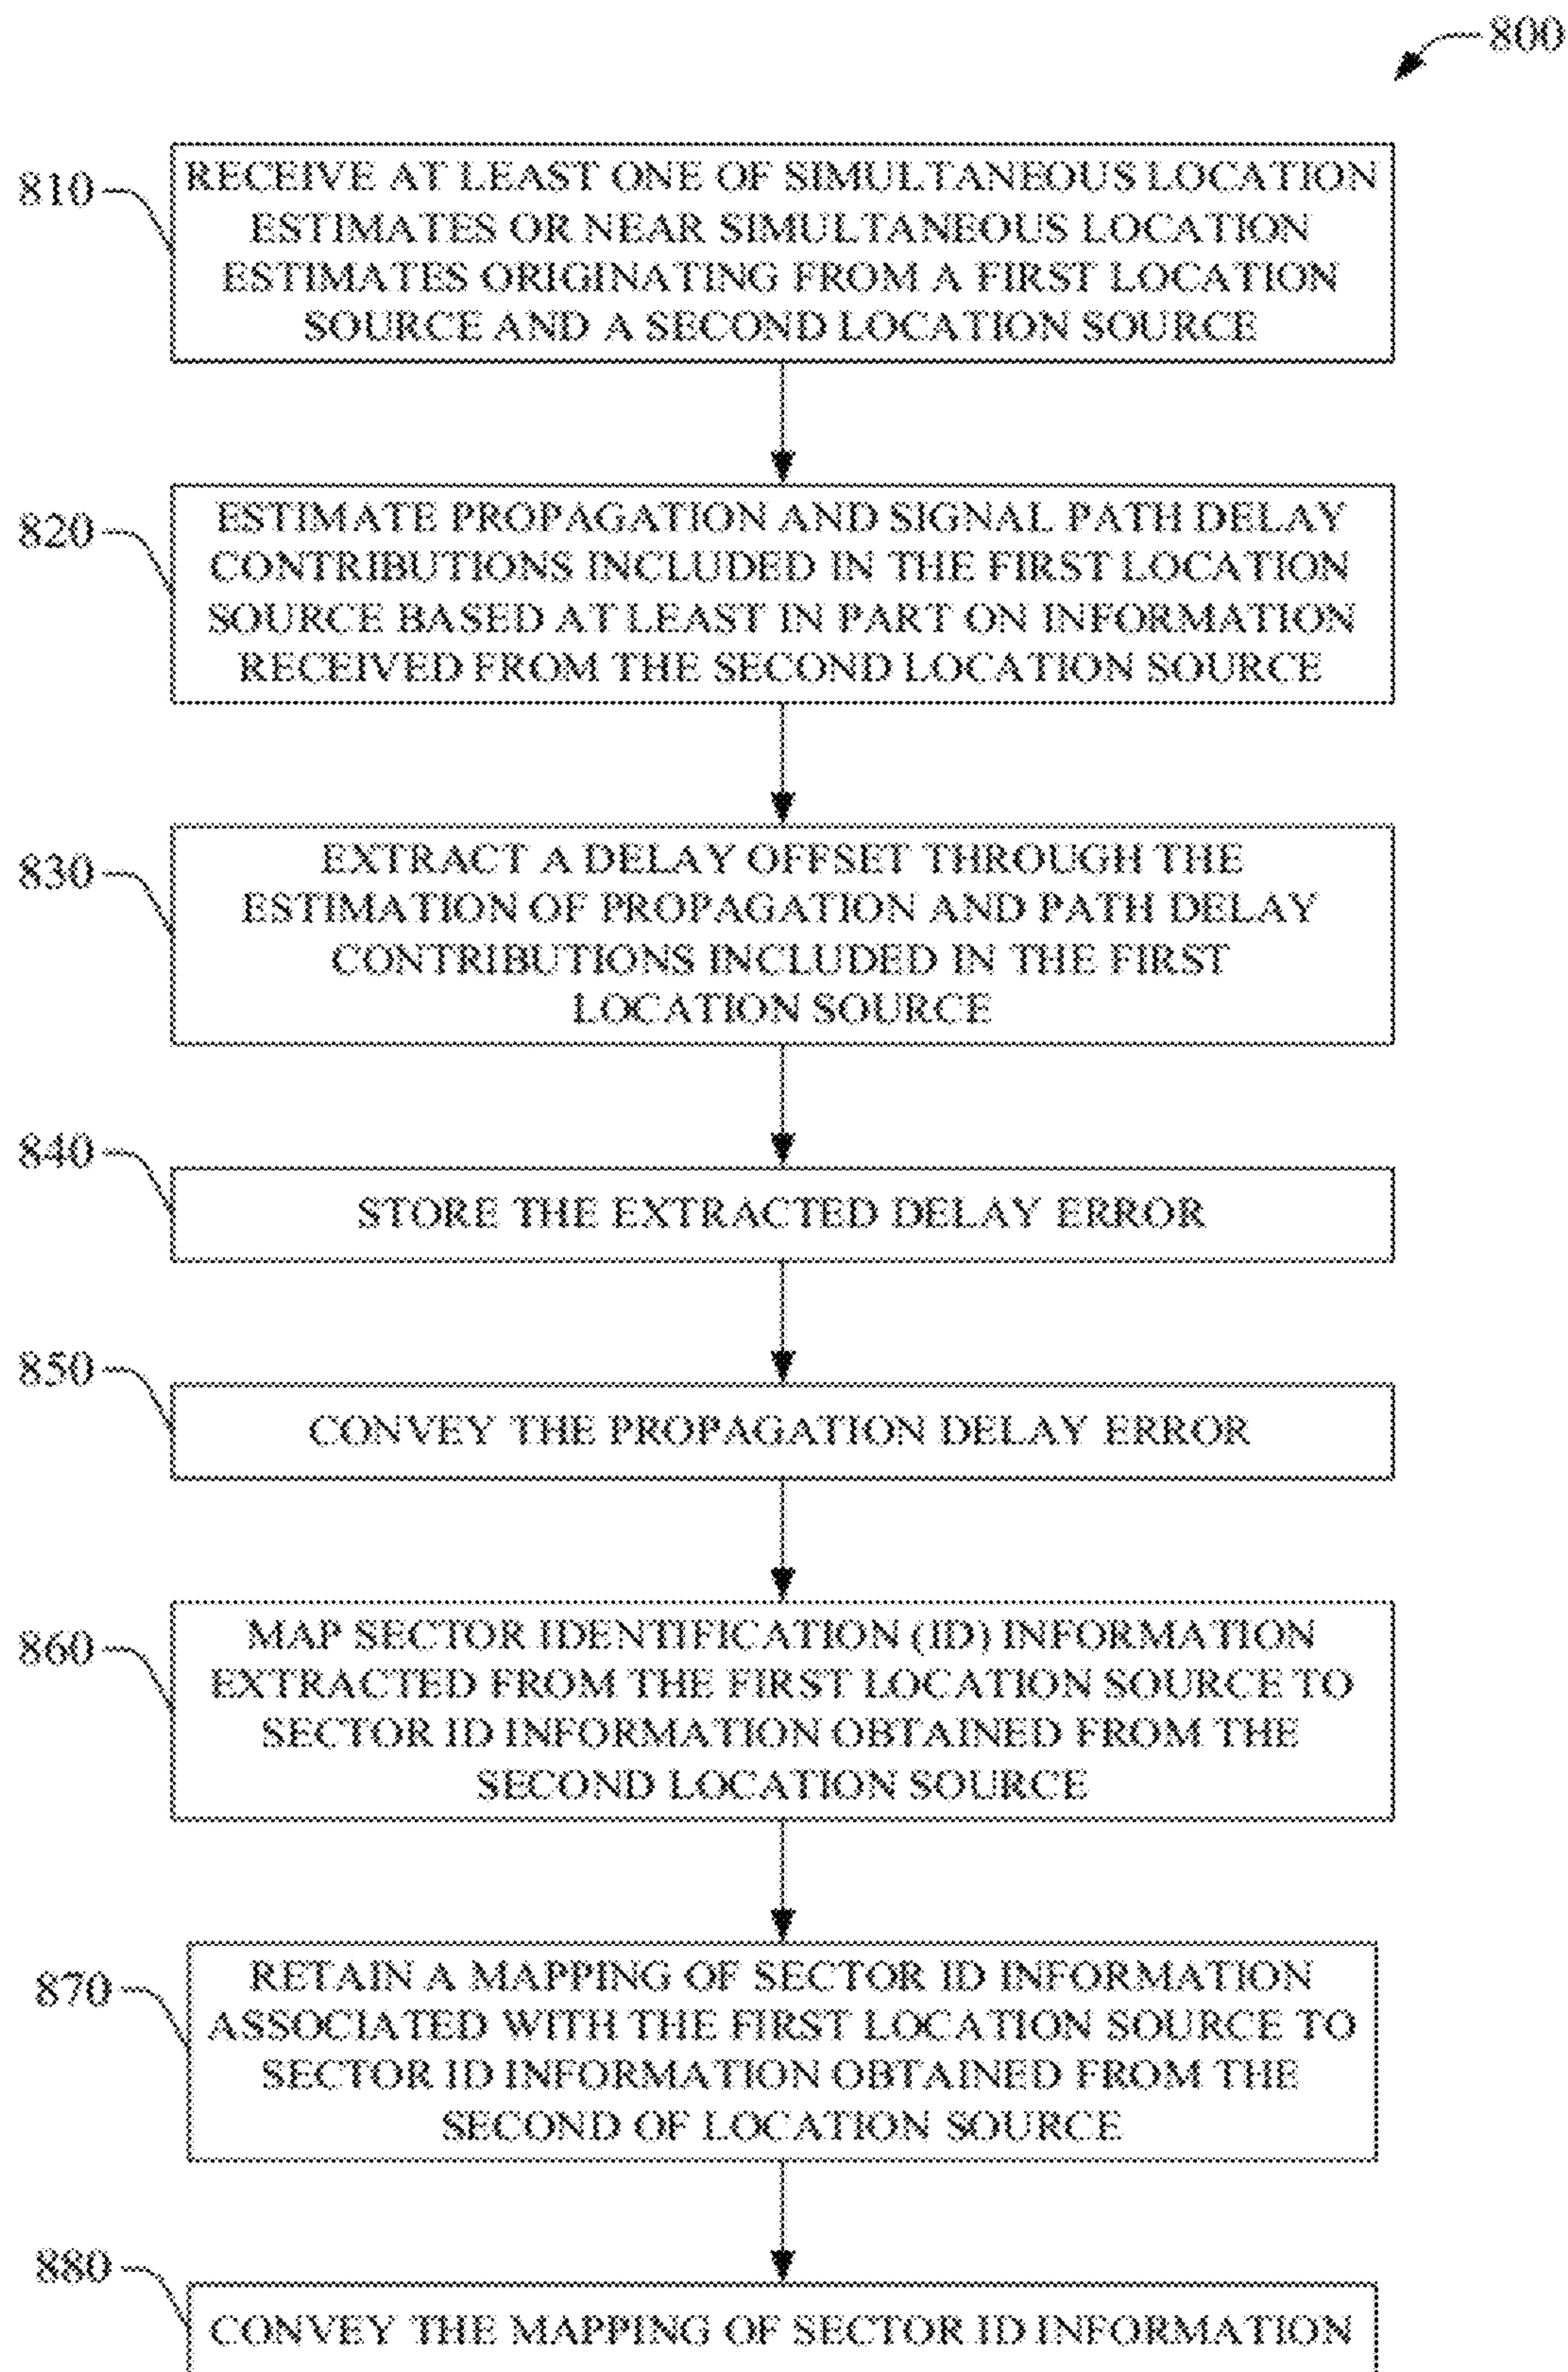 800
810
RECEIVE AT LEAST ONE OF SIMULTANEOUS LOCATION
ESTIMATES OR NEAR SIMULTANEOUS LOCATION
ESTIMATES ORIGINATING FROM A FIRST LOCATION
SOURCE AND A SECOND LOCATION SOURCE
820
ESTIMATE PROPAGATION AND SIGNAL PATH DELAY
CONTRIBUTIONS INCLUDED IN THE FIRST LOCATION
SOURCE BASED AT LEAST IN PART ON INFORMATION
RECEIVED FROM THE SECOND LOCATION SOURCE
830
EXTRACT A DELAY OFFSET THROUGH THE
ESTIMATION OF PROPAGATION AND PATH DELAY
CONTRIBUTIONS INCLUDED IN THE FIRST
LOCATION SOURCE
840
STORE THE EXTRACTED DELAY ERROR
850
CONVEY THE PROPAGATION DELAY ERROR
860
MAP SECTOR IDENTIFICATION (ID) INFORMATION
EXTRACTED FROM THE FIRST LOCATION SOURCE TO
SECTOR ID INFORMATION OBTAINED FROM THE
SECOND LOCATION SOURCE
870
RETAIN A MAPPING OF SECTOR ID INFORMATION
ASSOCIATED WITH THE FIRST LOCATION SOURCE TO
SECTOR ID INFORMATION OBTAINED FROM THE
SECOND OF LOCATION SOURCE
880
CONVEY THE MAPPING OF SECTOR ID INFORMATION